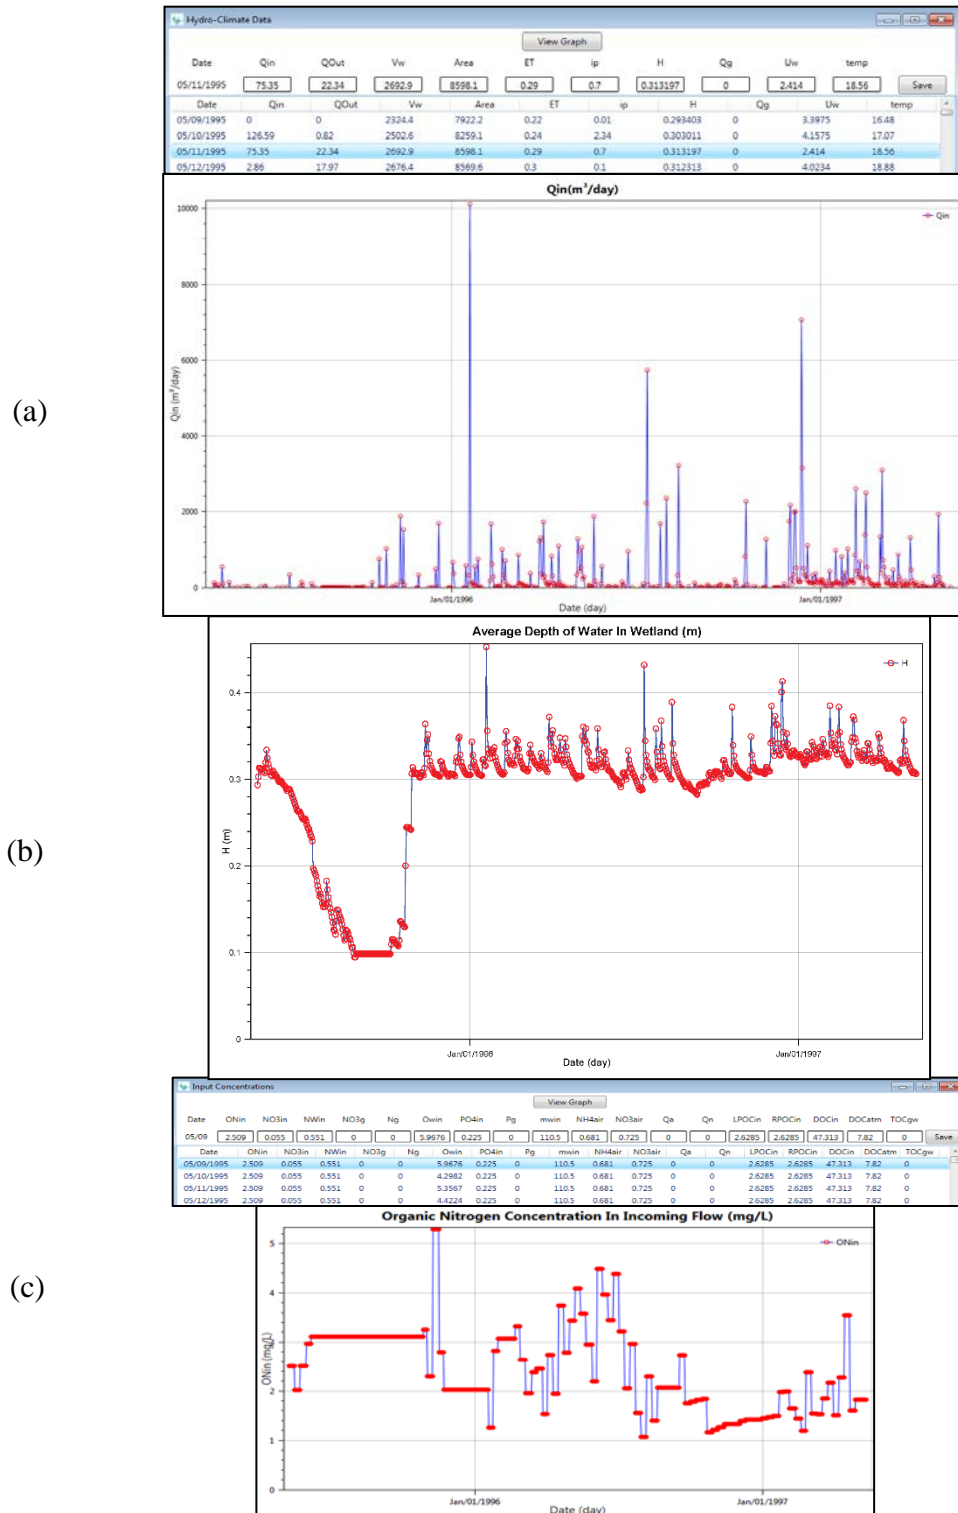 Hydro-Climate Data
View Graph
Date Qin QOut Vw Area ET ip H Qg Uw temp
05/11/1995 75.35 22.34 2692.9 8598.1 0.29 0.7 0.313197 0 2.414 18.56 Save
Date Qin QOut Vw Area ET ip H Qg Uw temp
05/09/1995 0 0 2324.4 7922.2 0.22 0.01 0.293403 0 3.3975 16.48
05/10/1995 126.59 0.82 2502.6 8259.1 0.24 2.34 0.303011 0 4.1575 17.07
05/11/1995 75.35 22.34 2692.9 8598.1 0.29 0.7 0.313197 0 2.414 18.56
05/12/1995 2.86 17.97 2676.4 8569.6 0.3 0.1 0.312313 0 4.0234 18.88
Qin(m³/day)
10000
Qin
8000
6000
Qin (m³/day)
(a)
4000
2000
0
Jan/01/1996 Jan/01/1997
Date (day)
Average Depth of Water In Wetland (m)
H
0.4
0.3
H (m)
(b)
0.2
0.1
0
Jan/01/1996 Jan/01/1997
Date (day)
Input Concentrations
View Graph
Date ONin NO3in NWin NO3g Ng Owin PO4in Pg mwin NH4air NO3air Qa Qn LPOCin RPOCin DOCin DOCatm TOCgw
05/09 2.509 0.055 0.551 0 0 5.9676 0.225 0 110.5 0.681 0.725 0 0 2.6285 2.6285 47.313 7.82 0 Save
Date ONin NO3in NWin NO3g Ng Owin PO4in Pg mwin NH4air NO3air Qa Qn LPOCin RPOCin DOCin DOCatm TOCgw
05/09/1995 2.509 0.055 0.551 0 0 5.9676 0.225 0 110.5 0.681 0.725 0 0 2.6285 2.6285 47.313 7.82 0
05/10/1995 2.509 0.055 0.551 0 0 4.2982 0.225 0 110.5 0.681 0.725 0 0 2.6285 2.6285 47.313 7.82 0
05/11/1995 2.509 0.055 0.551 0 0 5.3567 0.225 0 110.5 0.681 0.725 0 0 2.6285 2.6285 47.313 7.82 0
05/12/1995 2.509 0.055 0.551 0 0 4.4224 0.225 0 110.5 0.681 0.725 0 0 2.6285 2.6285 47.313 7.82 0
Organic Nitrogen Concentration In Incoming Flow (mg/L)
5
ONin
4
(c)
3
ONin (mg/L)
2
1
0
Jan/01/1996 Jan/01/1997
Date (day)